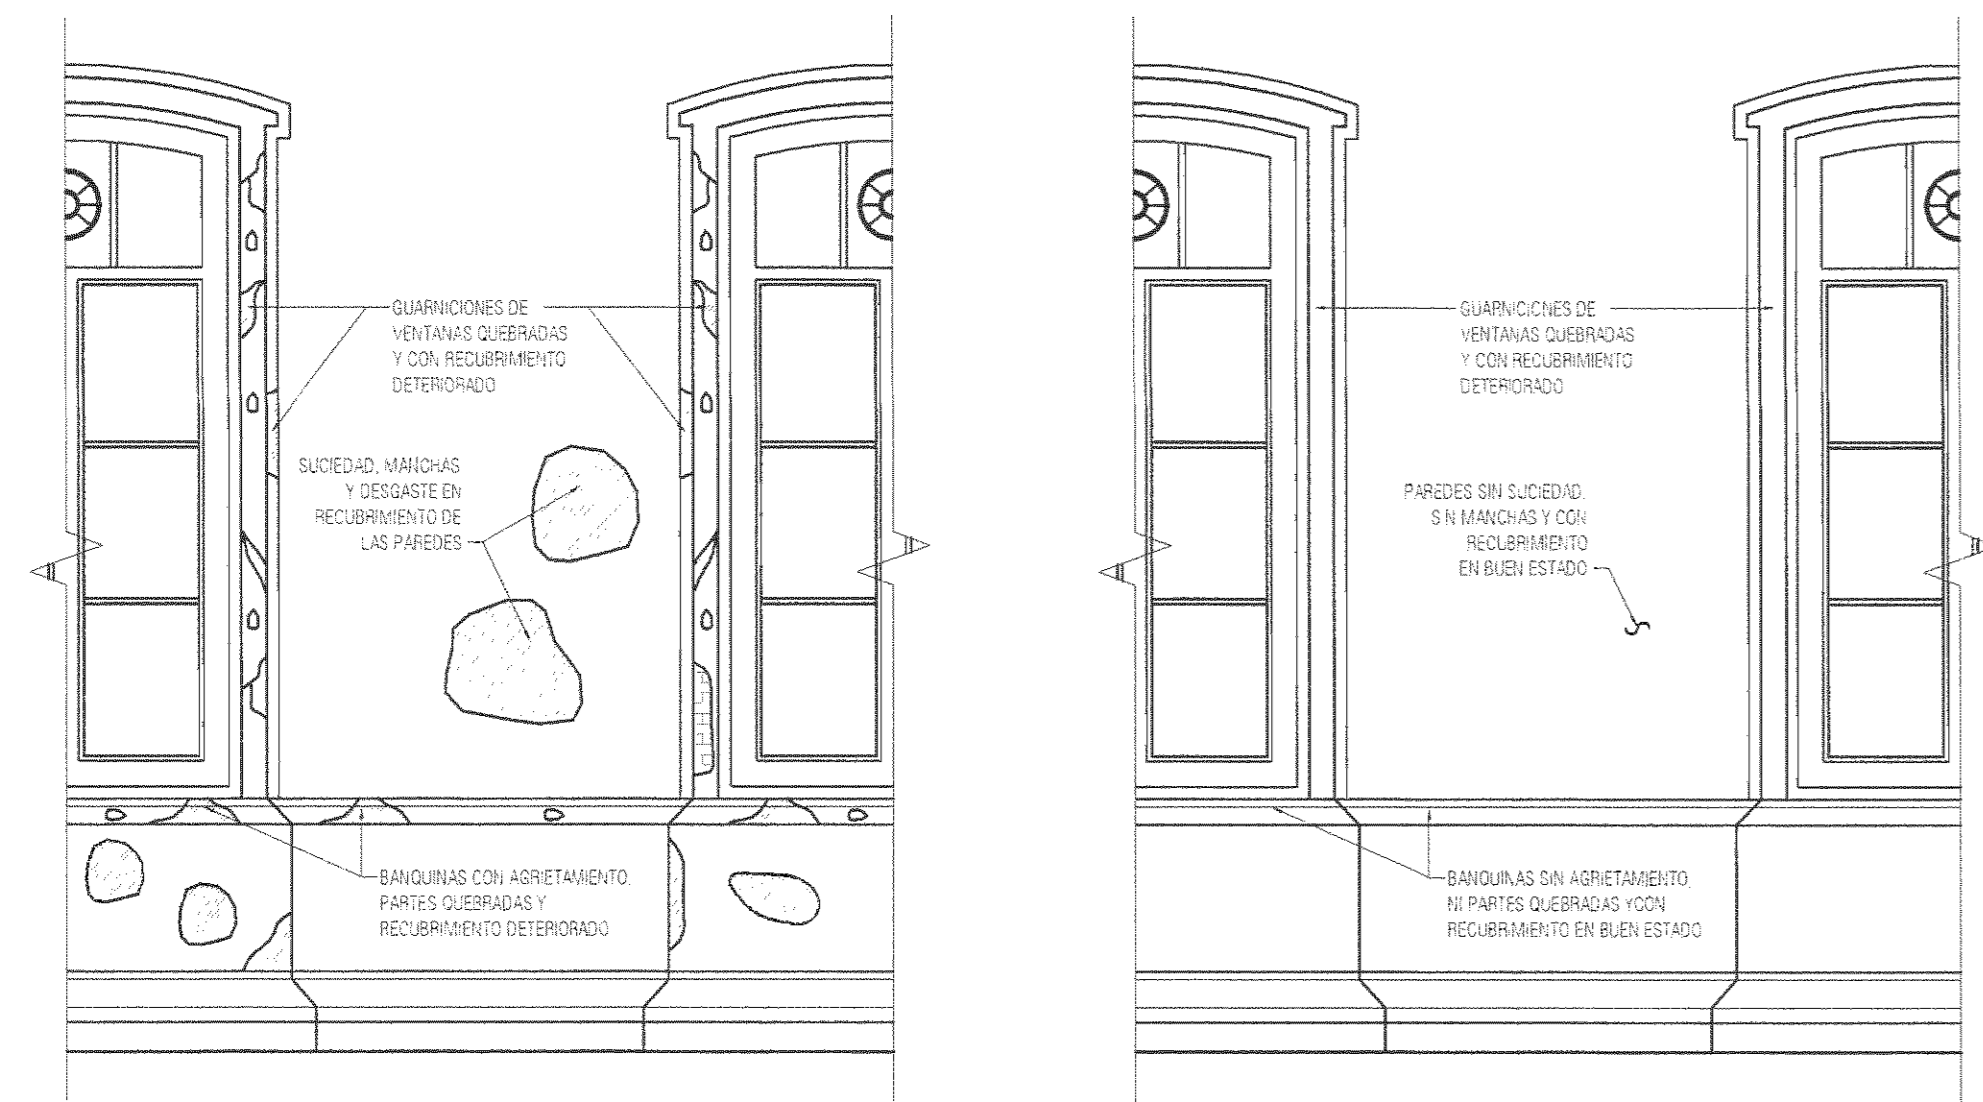 GUARNICIONES DE
VENTANAS QUEBRADAS
Y CON RECUBRIMIENTO
DETERIORADO
SUCIEDAD, MANCHAS
Y DESGASTE EN
RECUBRIMIENTO DE
LAS PAREDES
BANQUINAS CON AGRIETAMIENTO,
PARTES QUEBRADAS Y
RECUBRIMIENTO DETERIORADO
GUARNICIONES DE
VENTANAS QUEBRADAS
Y CON RECUBRIMIENTO
DETERIORADO
PAREDES SIN SUCIEDAD,
SIN MANCHAS Y CON
RECUBRIMIENTO
EN BUEN ESTADO
BANQUINAS SIN AGRIETAMIENTO,
NI PARTES QUEBRADAS YCON
RECUBRIMIENTO EN BUEN ESTADO